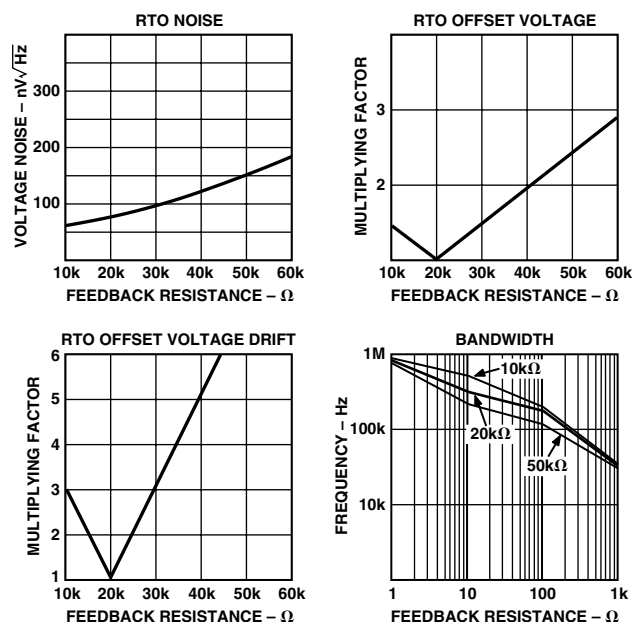 RTO NOISE
VOLTAGE NOISE – nV√Hz
300
200
100
10k 20k 30k 40k 50k 60k
FEEDBACK RESISTANCE – Ω
RTO OFFSET VOLTAGE
MULTIPLYING FACTOR
3
2
10k 20k 30k 40k 50k 60k
FEEDBACK RESISTANCE – Ω
RTO OFFSET VOLTAGE DRIFT
MULTIPLYING FACTOR
6
5
4
3
2
1
10k 20k 30k 40k 50k 60k
FEEDBACK RESISTANCE – Ω
BANDWIDTH
FREQUENCY – Hz
1M
100k
10k
10kΩ
20kΩ
50kΩ
1 10 100 1k
FEEDBACK RESISTANCE – Ω